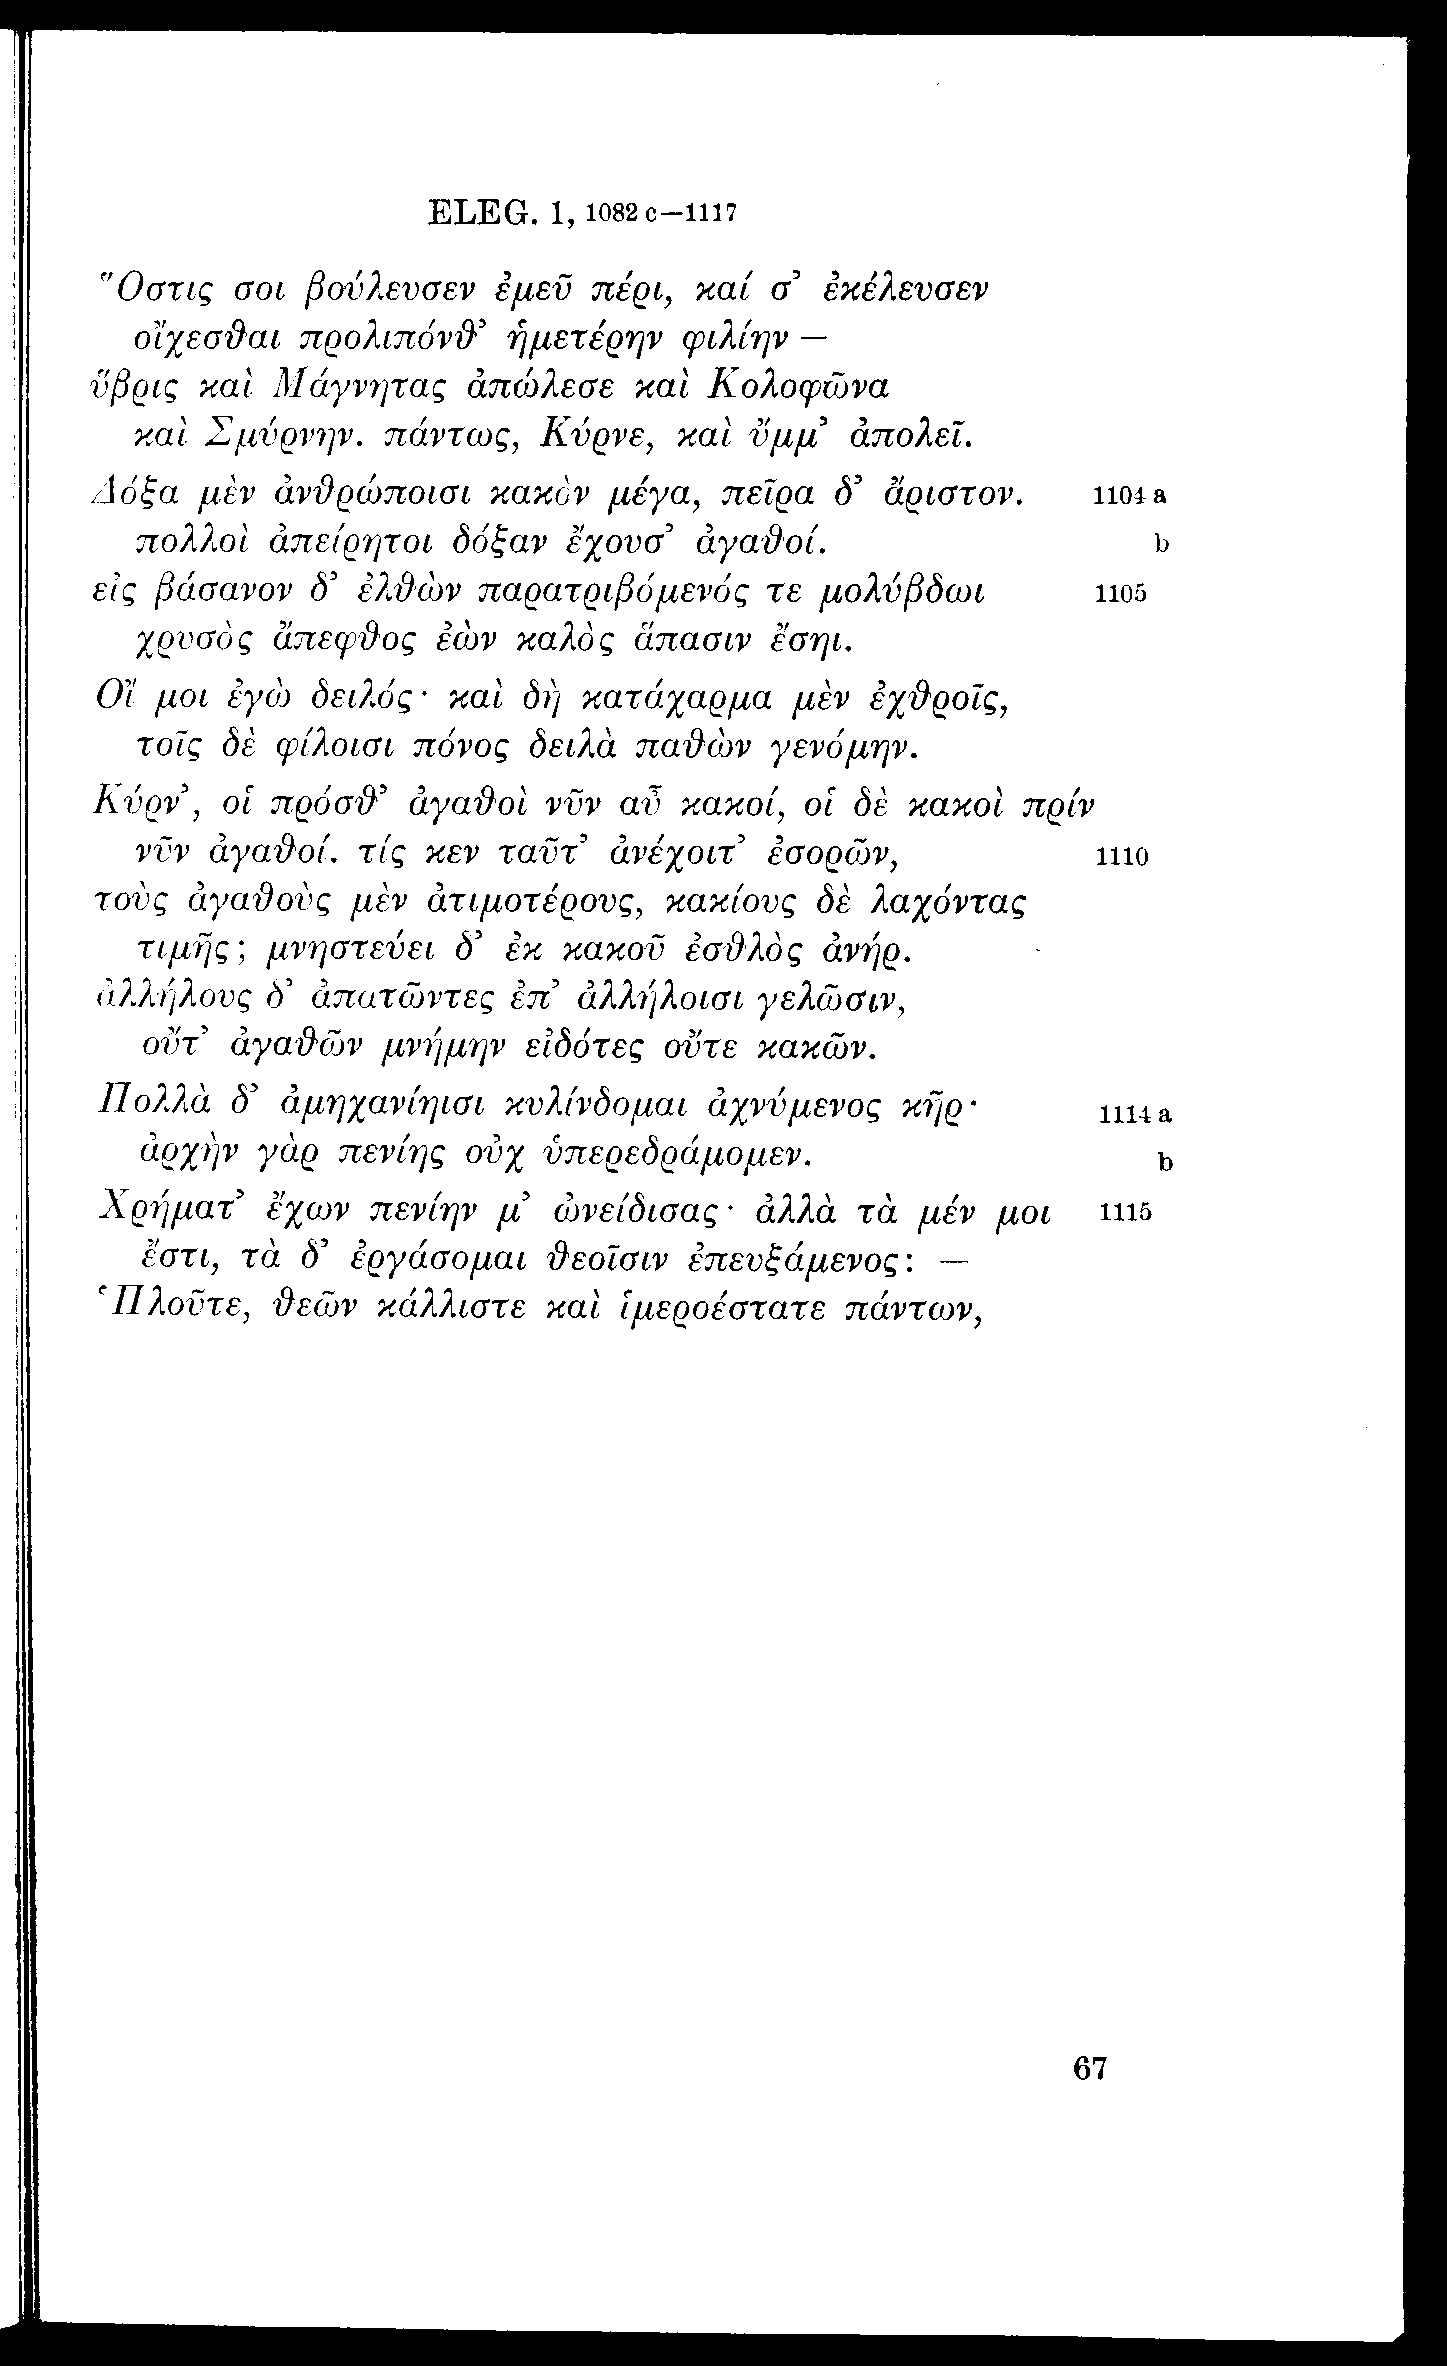 ELEG. 1, 1082 c—1117
Ὅστις σοι βούλευσεν ἐμεῦ πέρι, καί σ’ ἐκέλευσεν
οἴχεσθαι προλιπόνθ’ ἡμετέρην φιλίην —
ὕβρις καὶ Μάγνητας ἀπώλεσε καὶ Κολοφῶνα
καὶ Σμύρνην. πάντως, Κύρνε, καὶ ὔμμ’ ἀπολεῖ.
Δόξα μὲν ἀνθρώποισι κακὸν μέγα, πεῖρα δ’ ἄριστον. 1104 a
πολλοὶ ἀπείρητοι δόξαν ἔχουσ’ ἀγαθοί. b
εἰς βάσανον δ’ ἐλθὼν παρατριβόμενός τε μολύβδωι 1105
χρυσὸς ἄπεφθος ἐὼν καλὸς ἅπασιν ἔσηι.
Οἴ μοι ἐγὼ δειλός· καὶ δὴ κατάχαρμα μὲν ἐχθροῖς,
τοῖς δὲ φίλοισι πόνος δειλὰ παθὼν γενόμην.
Κύρν’, οἱ πρόσθ’ ἀγαθοὶ νῦν αὖ κακοί, οἱ δὲ κακοὶ πρίν
νῦν ἀγαθοί. τίς κεν ταῦτ’ ἀνέχοιτ’ ἐσορῶν, 1110
τοὺς ἀγαθοὺς μὲν ἀτιμοτέρους, κακίους δὲ λαχόντας
τιμῆς; μνηστεύει δ’ ἐκ κακοῦ ἐσθλὸς ἀνήρ.
ἀλλήλους δ’ ἀπατῶντες ἐπ’ ἀλλήλοισι γελῶσιν,
οὔτ’ ἀγαθῶν μνήμην εἰδότες οὔτε κακῶν.
Πολλὰ δ’ ἀμηχανίηισι κυλίνδομαι ἀχνύμενος κῆρ· 1114 a
ἀρχὴν γὰρ πενίης οὐχ ὑπερεδράμομεν. b
Χρήματ’ ἔχων πενίην μ’ ὠνείδισας· ἀλλὰ τὰ μέν μοι 1115
ἔστι, τὰ δ’ ἐργάσομαι θεοῖσιν ἐπευξάμενος: —
‘Πλοῦτε, θεῶν κάλλιστε καὶ ἱμεροέστατε πάντων,
67